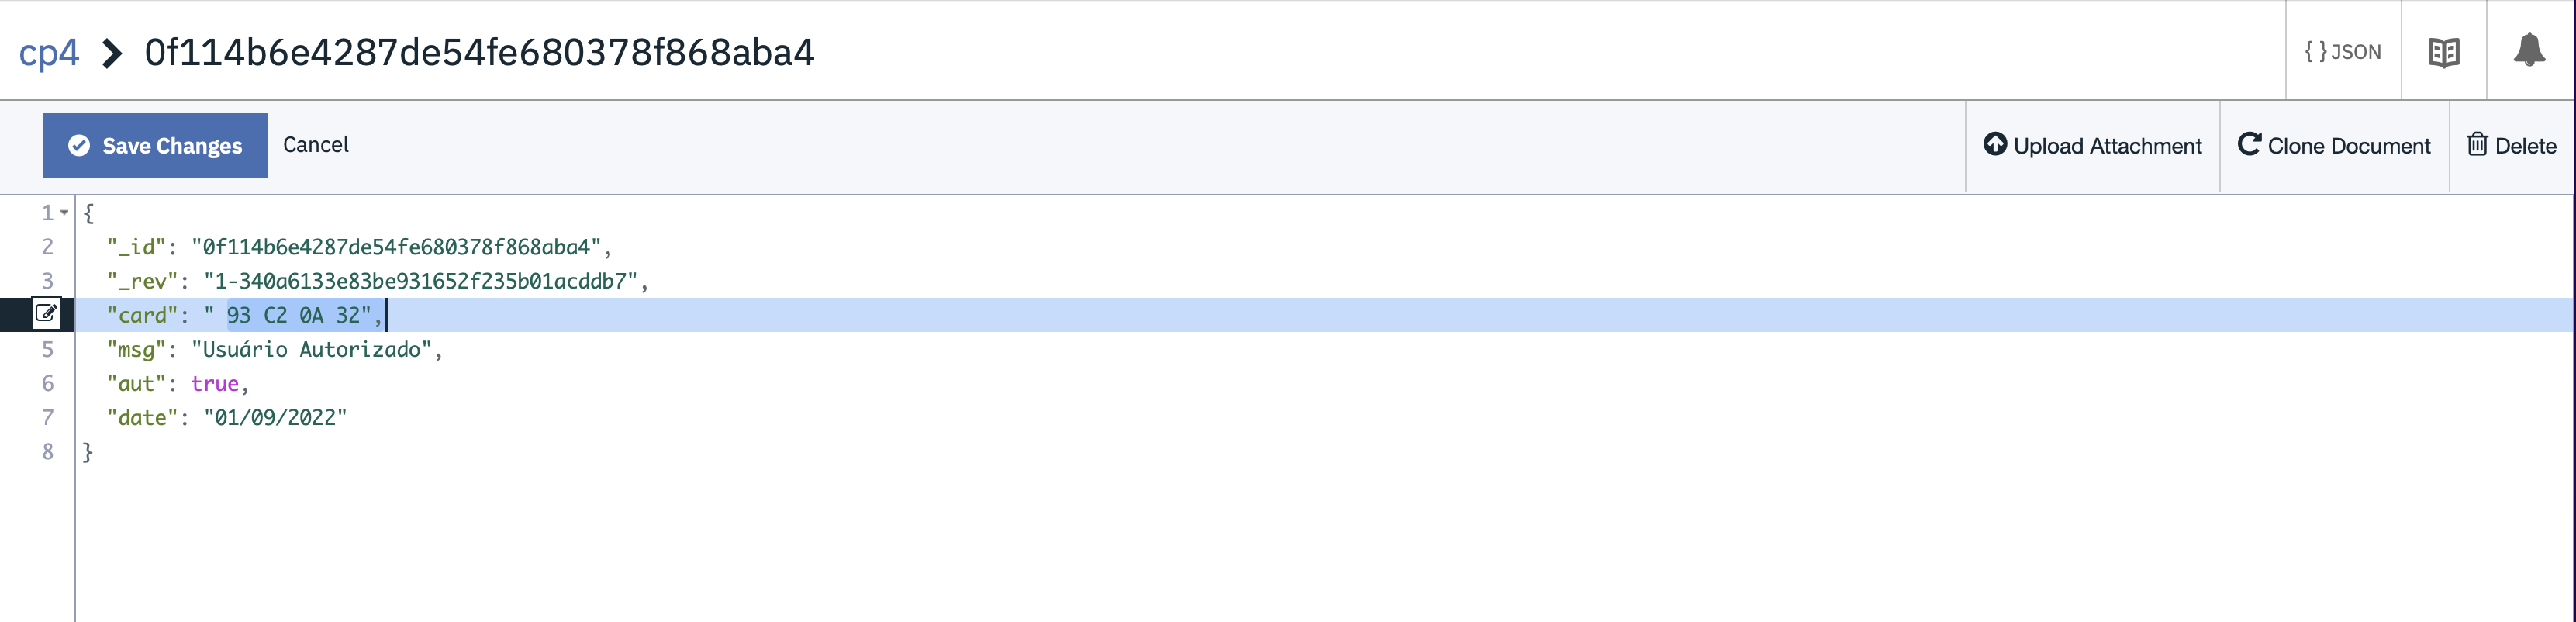 cp4 > 0f114b6e4287de54fe680378f868aba4
{ } JSON
Save Changes Cancel
Upload Attachment Clone Document Delete
1 {
2 "_id": "0f114b6e4287de54fe680378f868aba4",
3 "_rev": "1-340a6133e83be931652f235b01acddb7",
"card": " 93 C2 0A 32",
5 "msg": "Usuário Autorizado",
6 "aut": true,
7 "date": "01/09/2022"
8 }